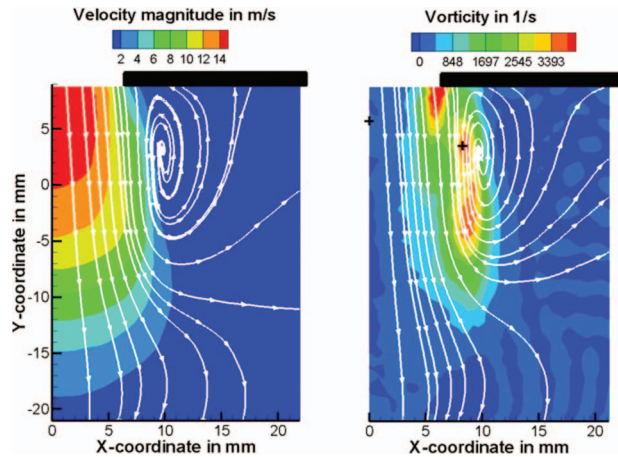 Velocity magnitude in m/s
2 4 6 8 10 12 14
5
0
-5
-10
-15
-20
Y-coordinate in mm
0 10 20
X-coordinate in mm
Vorticity in 1/s
0 848 1697 2545 3393
0 5 10 15 20
X-coordinate in mm